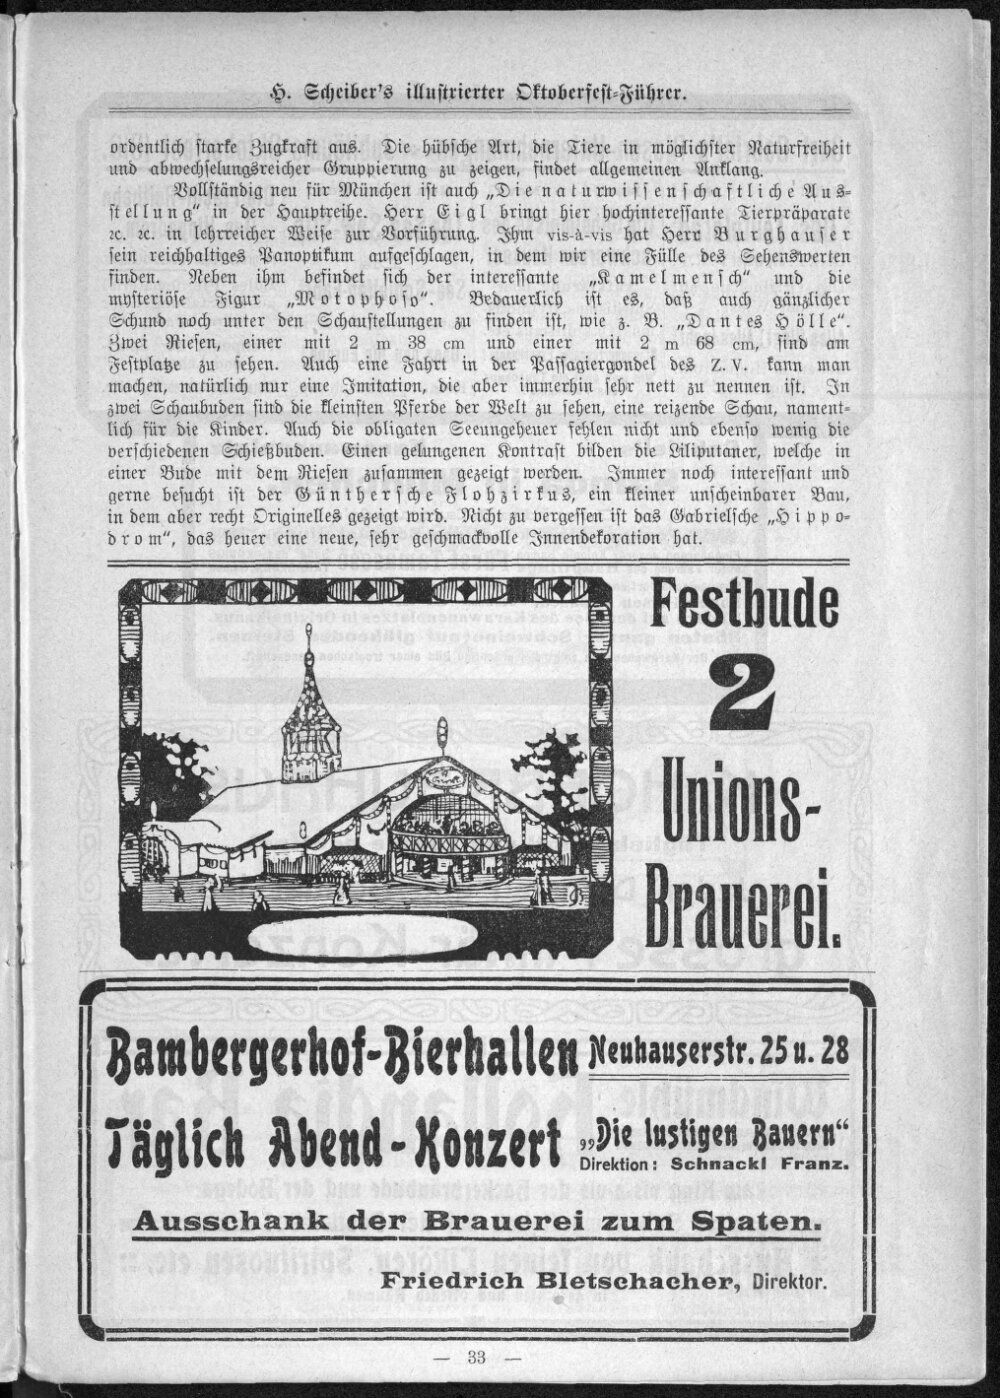 H. Scheiber's illustrierter Oktoberfest-Führer.
ordentlich starke Zugkraft aus. Die hübsche Art, die Tiere in möglichster Naturfreiheit
und abwechselungsreicher Gruppierung zu zeigen, findet allgemeinen Anklang.
Vollständig neu für München ist auch „Die naturwissenschaftliche Aus-
stellung“ in der Hauptreihe. Herr Eigl bringt hier hochinteressante Tierpräparate
ꝛc. ꝛc. in lehrreicher Weise zur Vorführung. Ihm vis-à-vis hat Herr Burghauser
sein reichhaltiges Panoptikum aufgeschlagen, in dem wir eine Fülle des Sehenswerten
finden. Neben ihm befindet sich der interessante „Kamelmensch“ und die
mysteriöse Figur „Motophoso“. Bedauerlich ist es, daß auch gänzlicher
Schund noch unter den Schaustellungen zu finden ist, wie z. B. „Dantes Hölle“.
Zwei Riesen, einer mit 2 m 38 cm und einer mit 2 m 68 cm, sind am
Festplatze zu sehen. Auch eine Fahrt in der Passagiergondel des Z. V. kann man
machen, natürlich nur eine Imitation, die aber immerhin sehr nett zu nennen ist. In
zwei Schaubuden sind die kleinsten Pferde der Welt zu sehen, eine reizende Schau, nament-
lich für die Kinder. Auch die obligaten Seeungeheuer fehlen nicht und ebenso wenig die
verschiedenen Schießbuden. Einen gelungenen Kontrast bilden die Liliputaner, welche in
einer Bude mit dem Riesen zusammen gezeigt werden. Immer noch interessant und
gerne besucht ist der Günthersche Flohzirkus, ein kleiner unscheinbarer Bau,
in dem aber recht Originelles gezeigt wird. Nicht zu vergessen ist das Gabrielsche „Hippo-
drom“, das heuer eine neue, sehr geschmackvolle Innendekoration hat.
Festbude
2
Unions-
Brauerei.
Bambergerhof-Bierhallen Neuhauserstr. 25 u. 28
Täglich Abend-Konzert „Die lustigen Bauern“
Direktion: Schnackl Franz.
Ausschank der Brauerei zum Spaten.
Friedrich Bletschacher, Direktor.
— 33 —